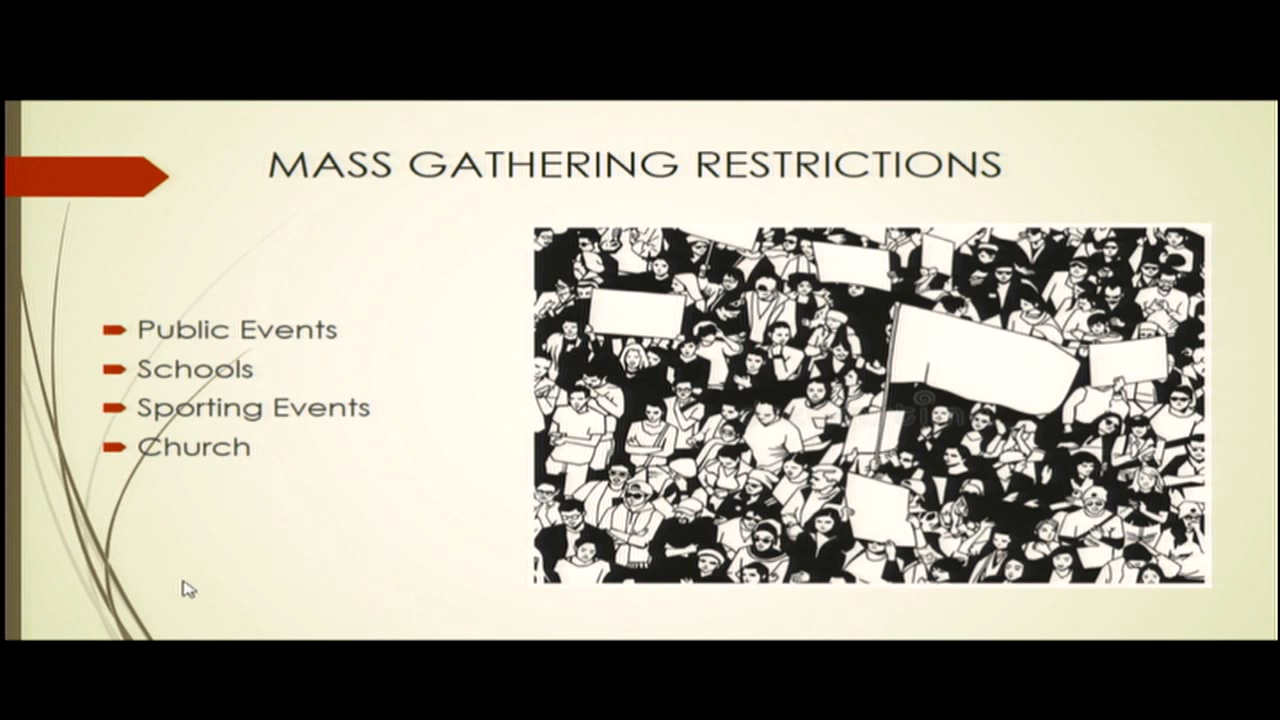 MASS GATHERING RESTRICTIONS
Public Events
Schools
Sporting Events
Church